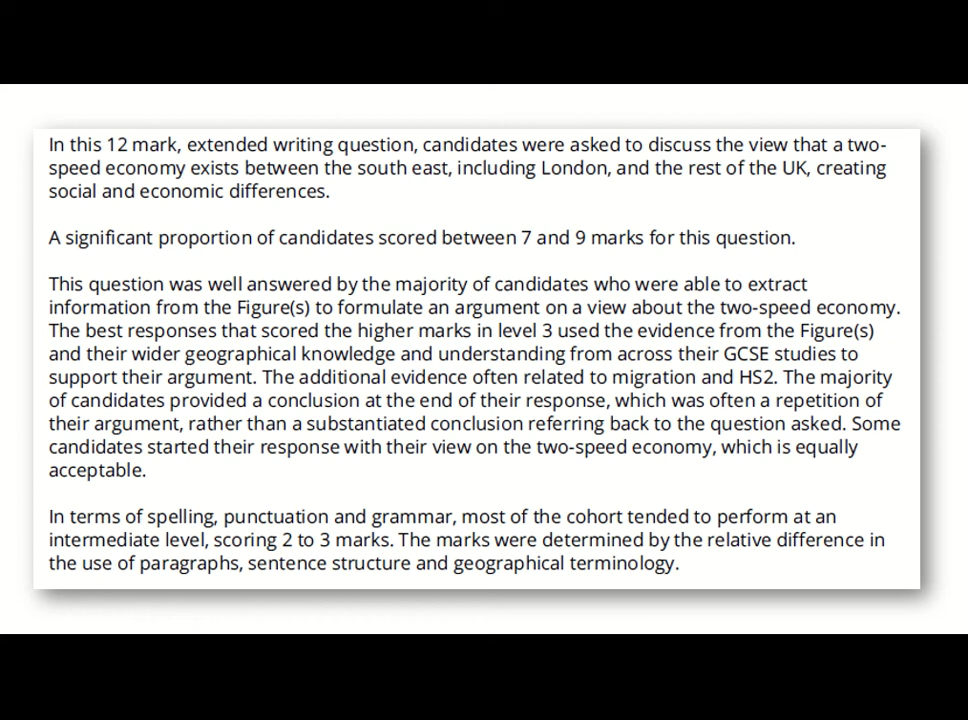 In this 12 mark, extended writing question, candidates were asked to discuss the view that a two-
speed economy exists between the south east, including London, and the rest of the UK, creating
social and economic differences.
A significant proportion of candidates scored between 7 and 9 marks for this question.
This question was well answered by the majority of candidates who were able to extract
information from the Figure(s) to formulate an argument on a view about the two-speed economy.
The best responses that scored the higher marks in level 3 used the evidence from the Figure(s)
and their wider geographical knowledge and understanding from across their GCSE studies to
support their argument. The additional evidence often related to migration and HS2. The majority
of candidates provided a conclusion at the end of their response, which was often a repetition of
their argument, rather than a substantiated conclusion referring back to the question asked. Some
candidates started their response with their view on the two-speed economy, which is equally
acceptable.
In terms of spelling, punctuation and grammar, most of the cohort tended to perform at an
intermediate level, scoring 2 to 3 marks. The marks were determined by the relative difference in
the use of paragraphs, sentence structure and geographical terminology.